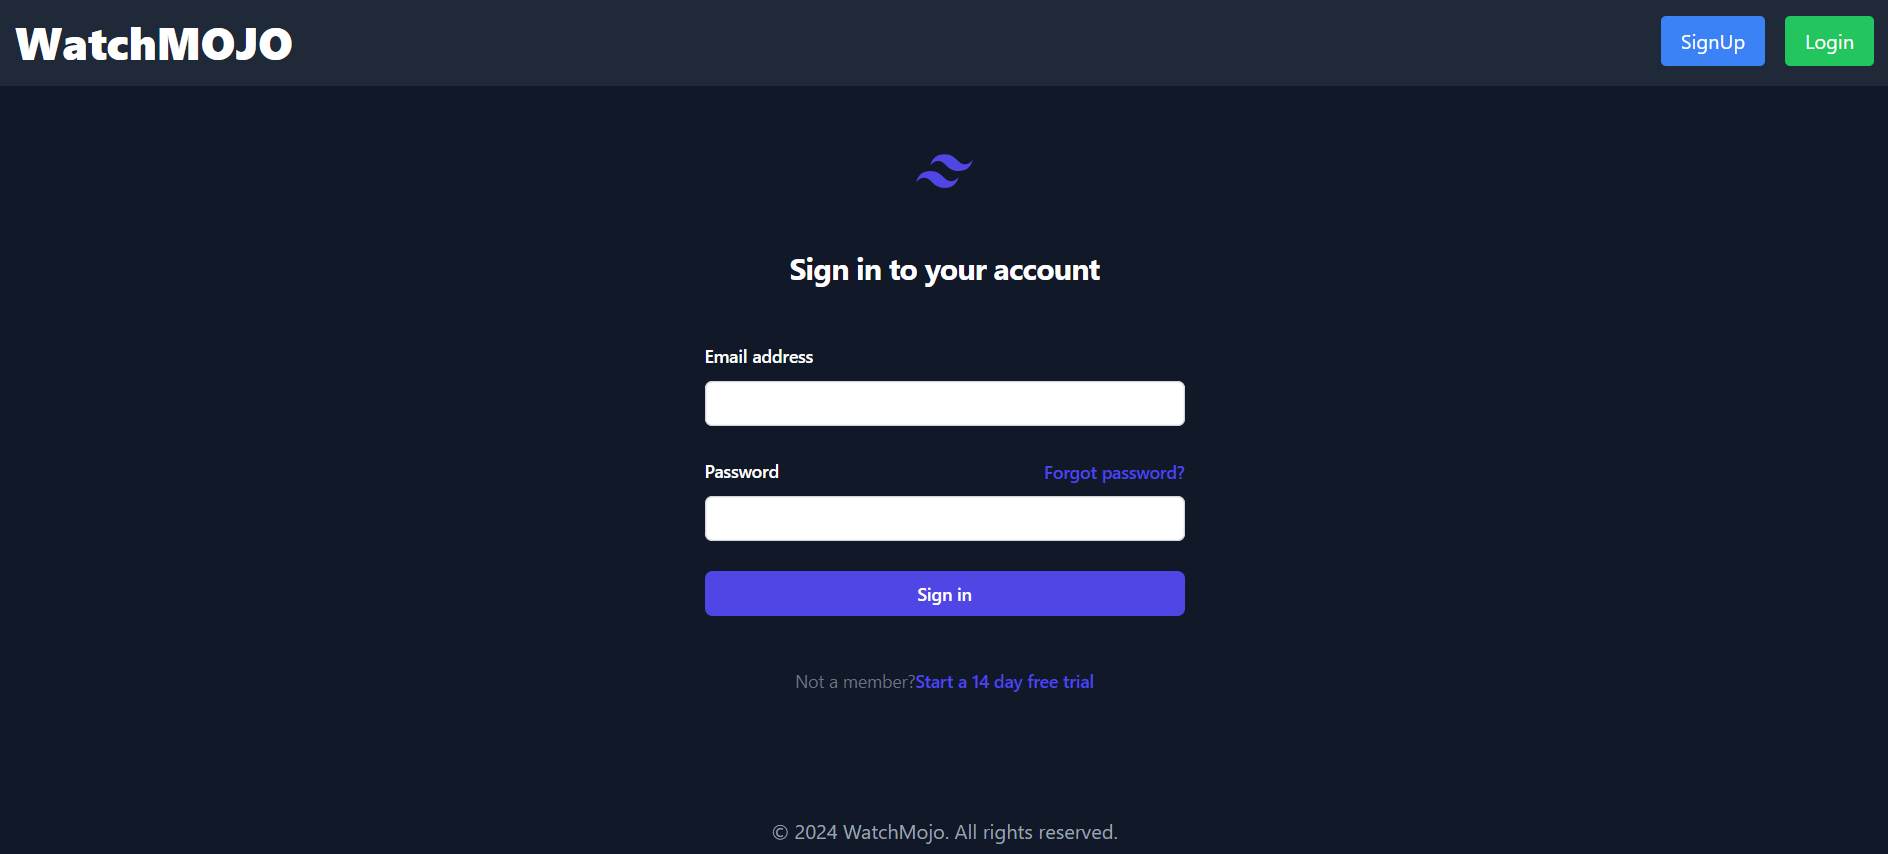 WatchMOJO
SignUp
Login
Sign in to your account
Email address
Password
Forgot password?
Sign in
Not a member?Start a 14 day free trial
© 2024 WatchMojo. All rights reserved.